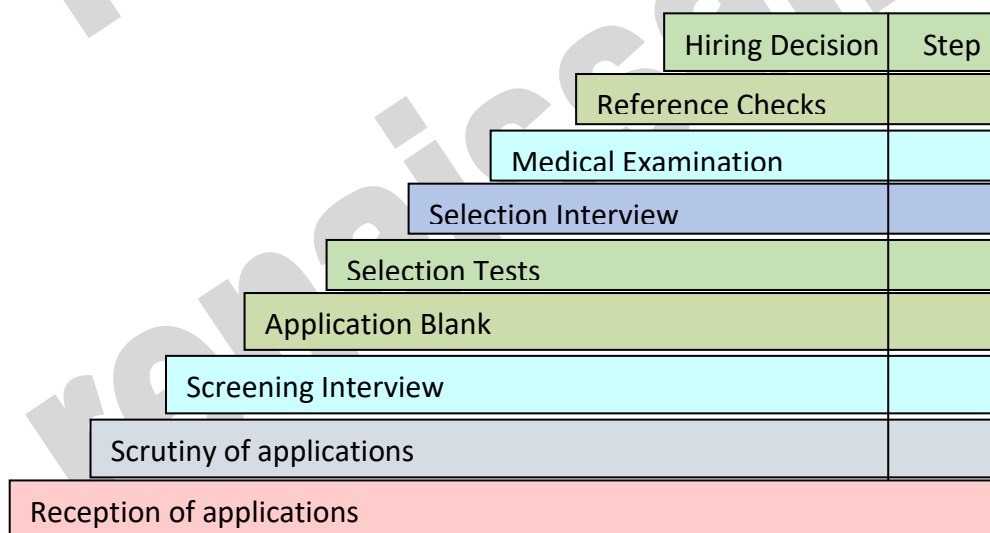 Hiring Decision Step
Reference Checks
Medical Examination
Selection Interview
Selection Tests
Application Blank
Screening Interview
Scrutiny of applications
Reception of applications